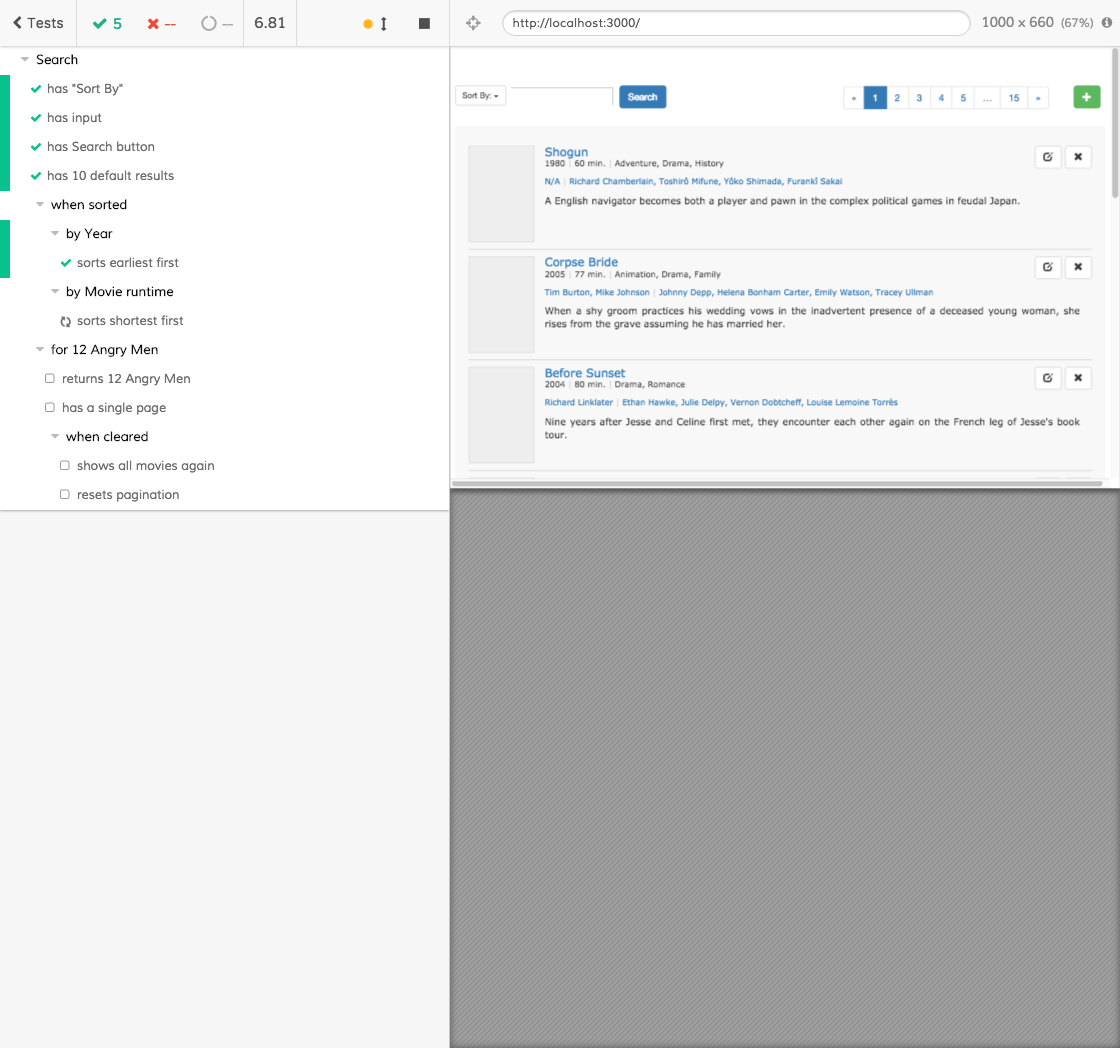 Tests 5 -- -- 6.81
http://localhost:3000/ 1000 x 660 (67%)
Search
has "Sort By"
has input
has Search button
has 10 default results
when sorted
by Year
sorts earliest first
by Movie runtime
sorts shortest first
for 12 Angry Men
returns 12 Angry Men
has a single page
when cleared
shows all movies again
resets pagination
Sort By: Search « 1 2 3 4 5 ... 15 » +
Shogun
1980 | 60 min. | Adventure, Drama, History
N/A | Richard Chamberlain, Toshirô Mifune, Yôko Shimada, Furankî Sakai
A English navigator becomes both a player and pawn in the complex political games in feudal Japan.
Corpse Bride
2005 | 77 min. | Animation, Drama, Family
Tim Burton, Mike Johnson | Johnny Depp, Helena Bonham Carter, Emily Watson, Tracey Ullman
When a shy groom practices his wedding vows in the inadvertent presence of a deceased young woman, she
rises from the grave assuming he has married her.
Before Sunset
2004 | 80 min. | Drama, Romance
Richard Linklater | Ethan Hawke, Julie Delpy, Vernon Dobtcheff, Louise Lemoine Torrès
Nine years after Jesse and Celine first met, they encounter each other again on the French leg of Jesse's book
tour.